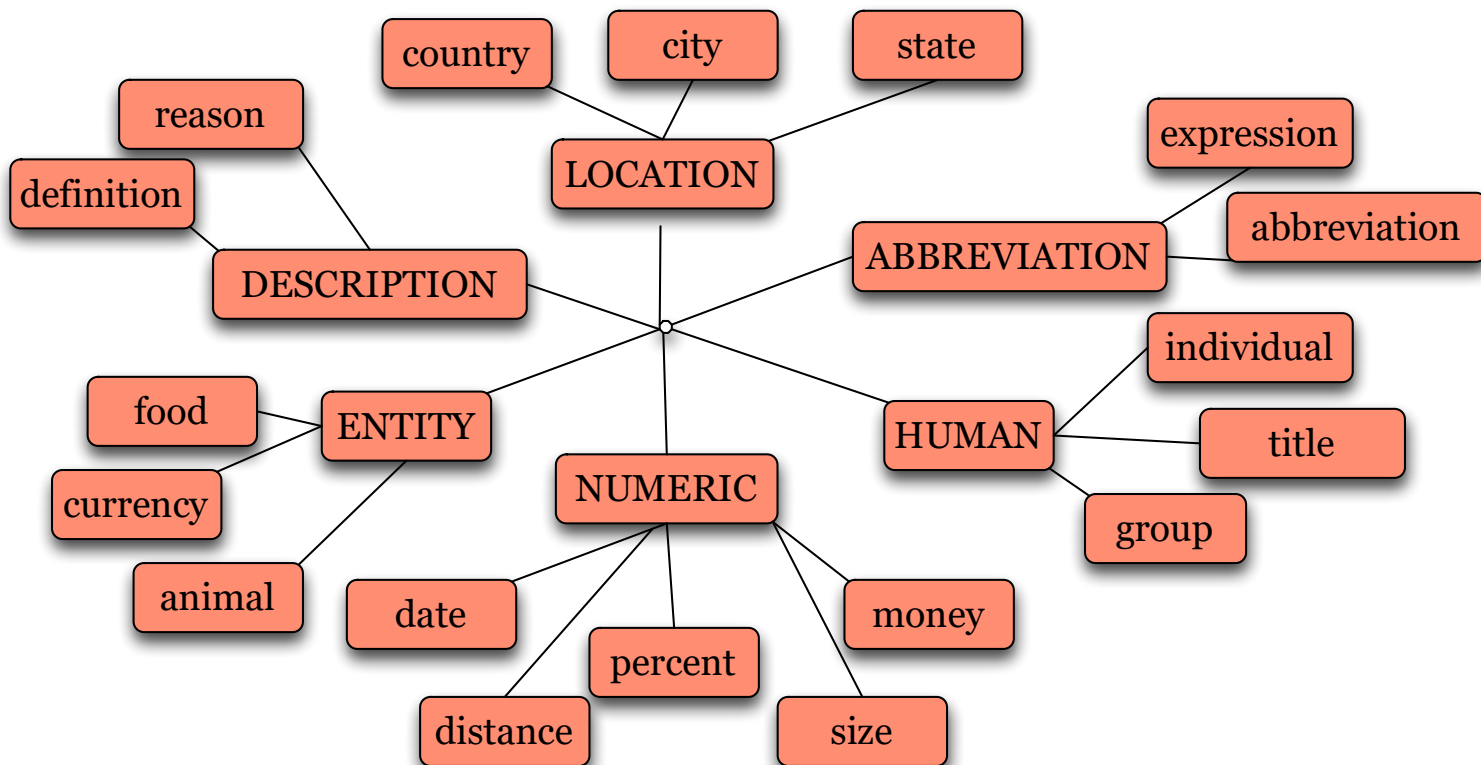 country
city
state
reason
expression
definition
LOCATION
abbreviation
DESCRIPTION
ABBREVIATION
individual
food
ENTITY
HUMAN
title
currency
NUMERIC
group
animal
date
money
percent
distance
size